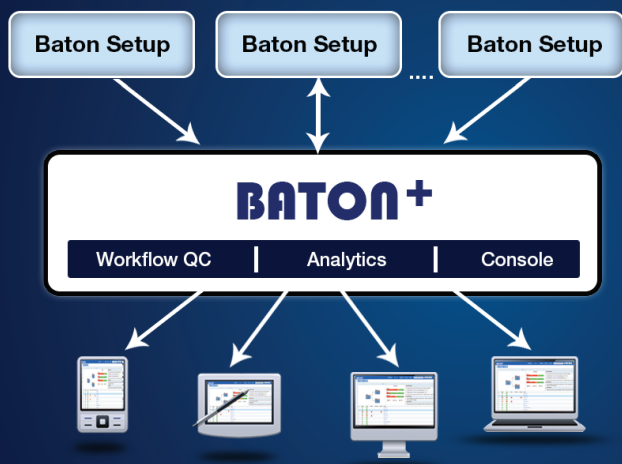 Baton Setup
Baton Setup
....
Baton Setup
BATON+
Workflow QC | Analytics | Console